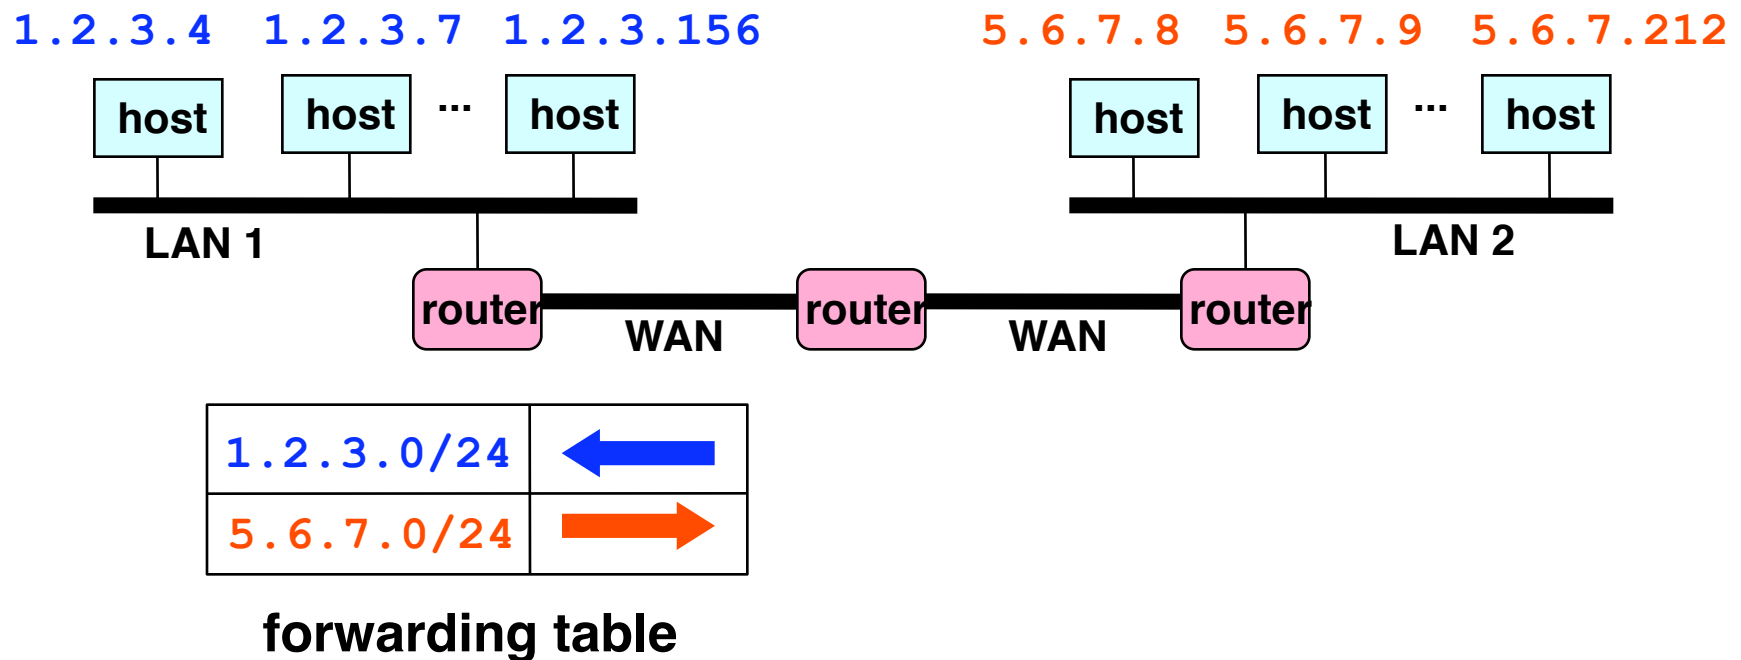 1.2.3.4 1.2.3.7 1.2.3.156 5.6.7.8 5.6.7.9 5.6.7.212
host host ... host host host ... host
LAN 1 LAN 2
router router router
WAN WAN
1.2.3.0/24
5.6.7.0/24
forwarding table